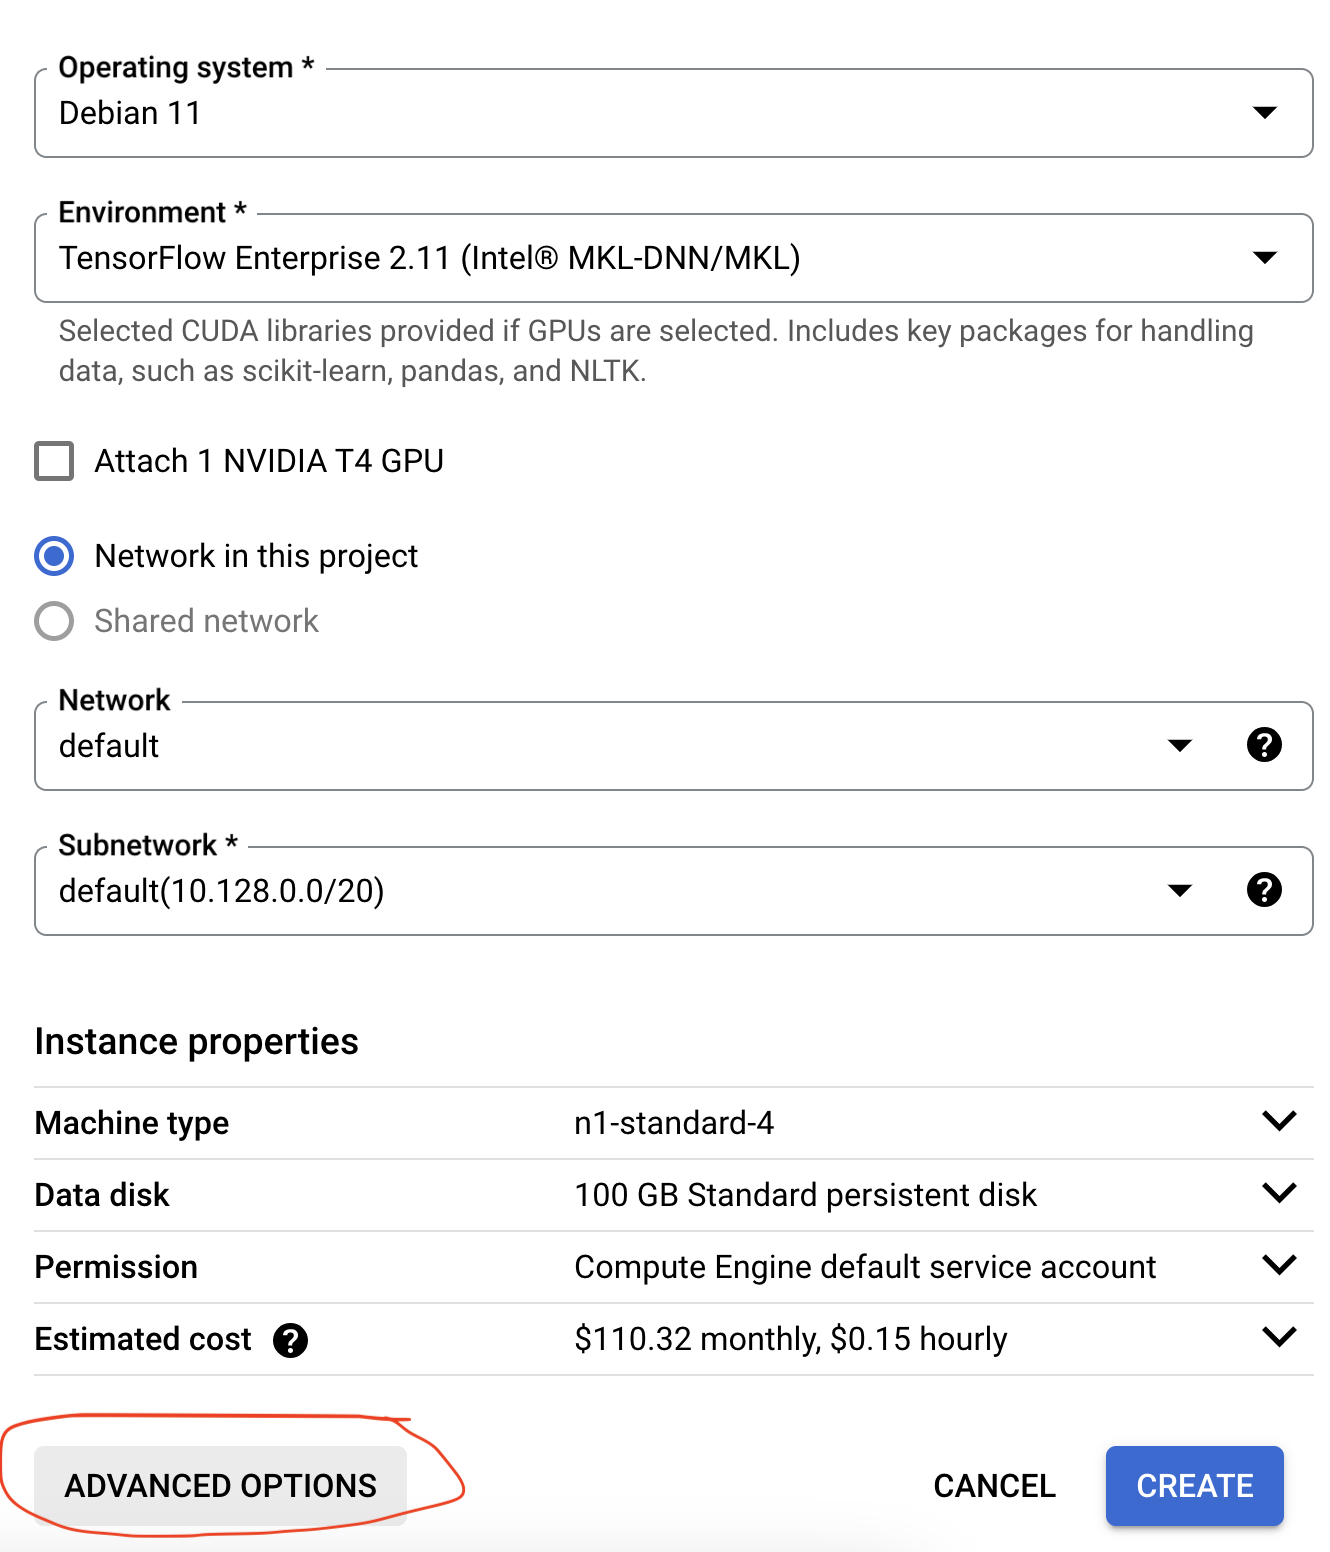 Operating system *
Debian 11
Environment *
TensorFlow Enterprise 2.11 (Intel® MKL-DNN/MKL)
Selected CUDA libraries provided if GPUs are selected. Includes key packages for handling
data, such as scikit-learn, pandas, and NLTK.
Attach 1 NVIDIA T4 GPU
Network in this project
Shared network
Network
default
Subnetwork *
default(10.128.0.0/20)
Instance properties
Machine type n1-standard-4
Data disk 100 GB Standard persistent disk
Permission Compute Engine default service account
Estimated cost $110.32 monthly, $0.15 hourly
ADVANCED OPTIONS CANCEL CREATE